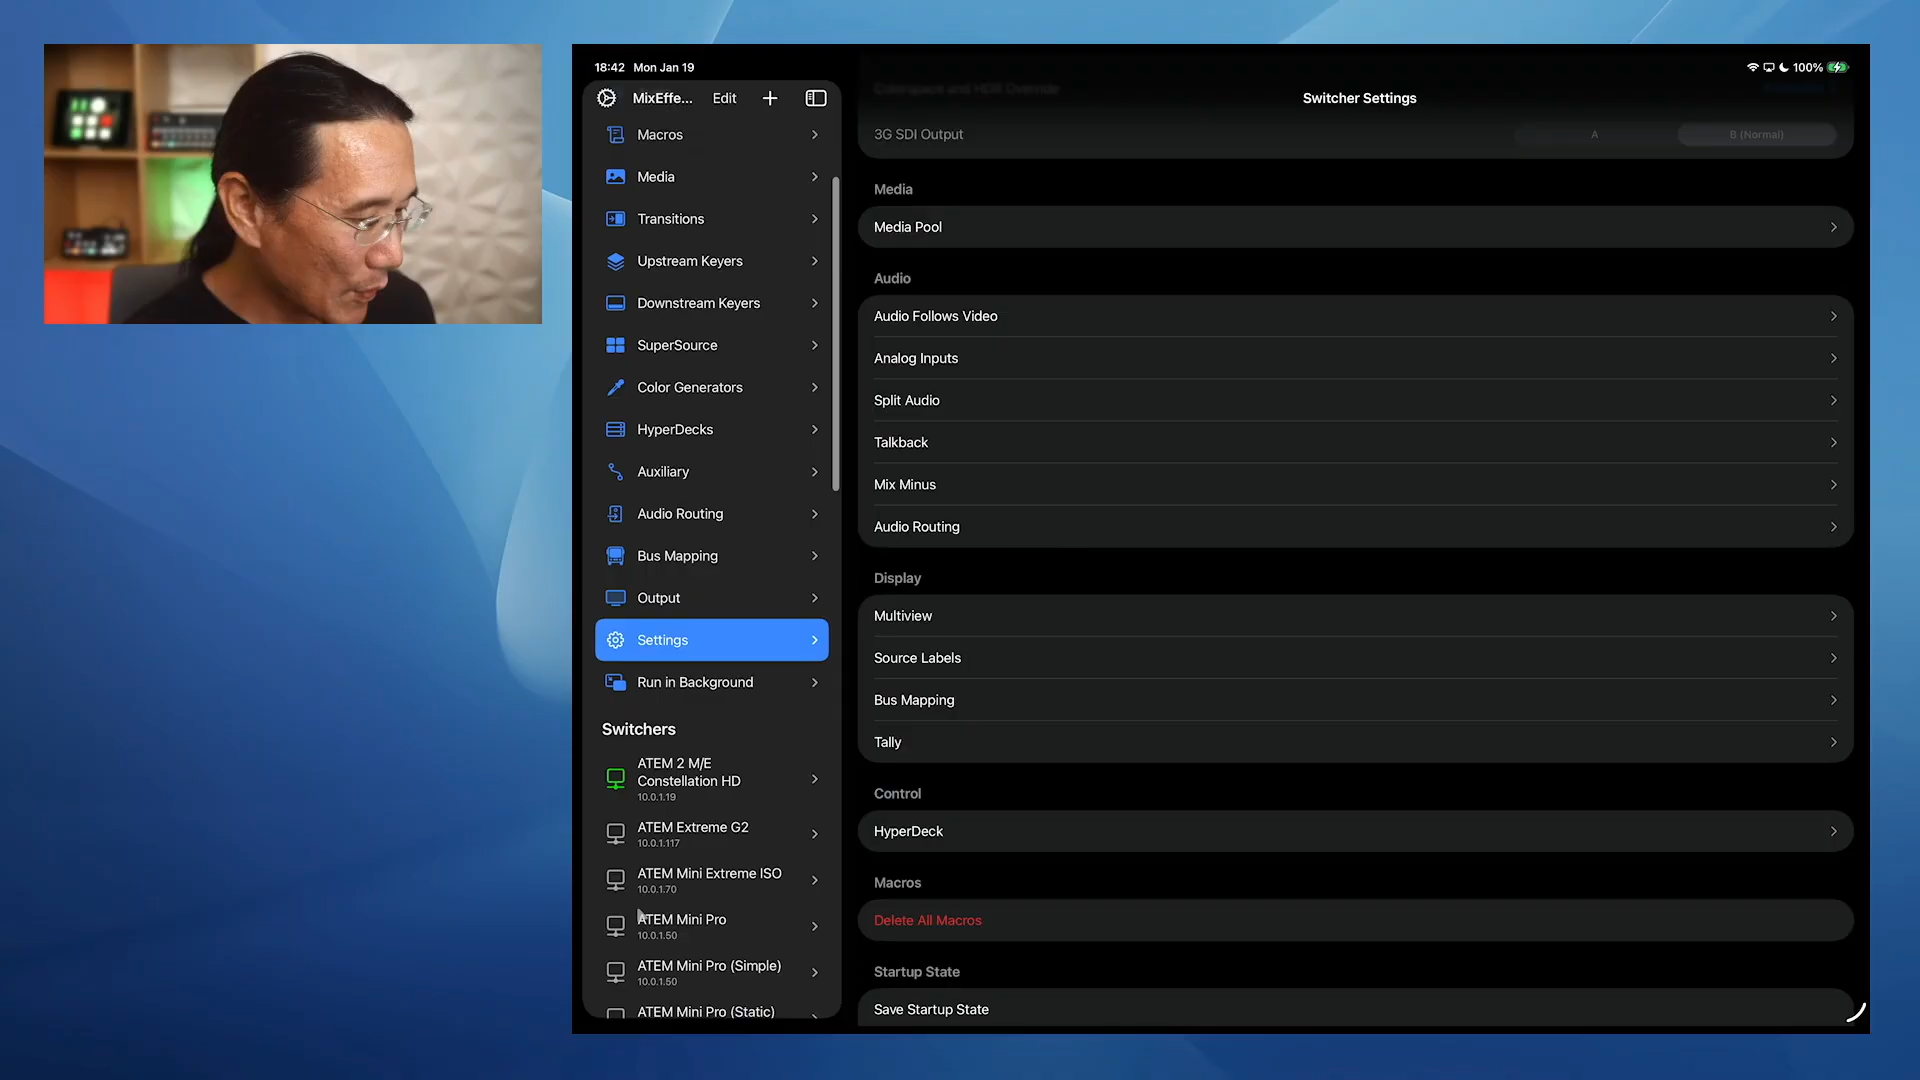 18:42 Mon Jan 19
100%
MixEffe... Edit
Macros
Media
Transitions
Upstream Keyers
Downstream Keyers
SuperSource
Color Generators
HyperDecks
Auxiliary
Audio Routing
Bus Mapping
Output
Settings
Run in Background
Switchers
ATEM 2 M/E
Constellation HD
10.0.1.19
ATEM Extreme G2
10.0.1.117
ATEM Mini Extreme ISO
10.0.1.70
ATEM Mini Pro
10.0.1.50
ATEM Mini Pro (Simple)
10.0.1.50
ATEM Mini Pro (Static)
Switcher Settings
Colorspace and HDR Override
3G SDI Output A B (Normal)
Media
Media Pool
Audio
Audio Follows Video
Analog Inputs
Split Audio
Talkback
Mix Minus
Audio Routing
Display
Multiview
Source Labels
Bus Mapping
Tally
Control
HyperDeck
Macros
Delete All Macros
Startup State
Save Startup State